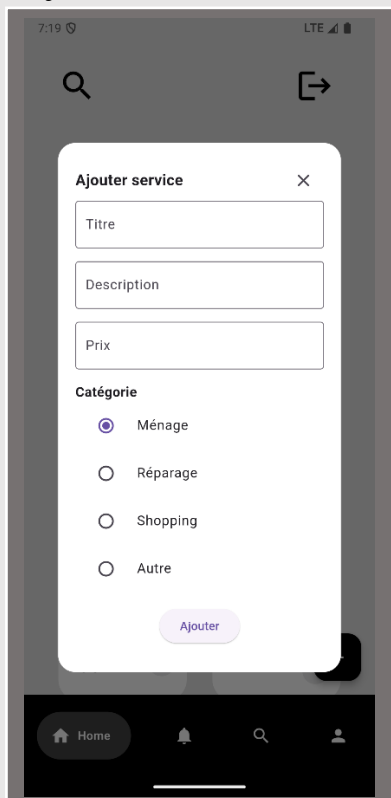 7:19
LTE
Ajouter service
Titre
Description
Prix
Catégorie
Ménage
Réparage
Shopping
Autre
Ajouter
Home